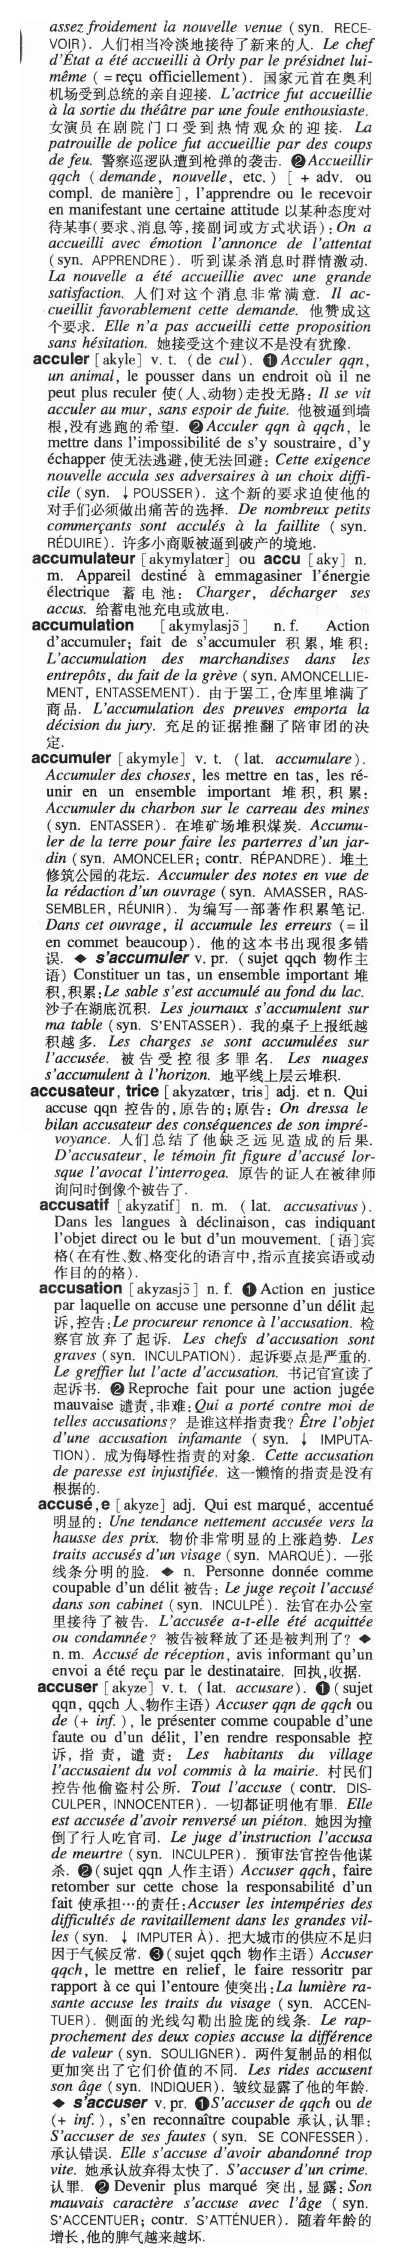 assez froidement la nouvelle venue (syn. RECE-
VOIR). 人们相当冷淡地接待了新来的人. Le chef
d'État a été accueilli à Orly par le présidnet lui-
même ( = reçu officiellement). 国家元首在奥利
机场受到总统的亲自迎接. L'actrice fut accueillie
à la sortie du théâtre par une foule enthousiaste.
女演员在剧院门口受到热情观众的迎接. La
patrouille de police fut accueillie par des coups
de feu. 警察巡逻队遭到枪弹的袭击. ❷ Accueillir
qqch ( demande, nouvelle, etc. ) [ + adv. ou
compl. de manière], l'apprendre ou le recevoir
en manifestant une certaine attitude 以某种态度对
待某事(要求、消息等,接副词或方式状语) : On a
accueilli avec émotion l'annonce de l'attentat
(syn. APPRENDRE). 听到谋杀消息时群情激动.
La nouvelle a été accueillie avec une grande
satisfaction. 人们对这个消息非常满意. Il ac-
cueillit favorablement cette demande. 他赞成这
个要求. Elle n'a pas accueilli cette proposition
sans hésitation. 她接受这个建议不是没有犹豫.
acculer [akyle] v. t. (de cul). ❶ Acculer qqn,
un animal, le pousser dans un endroit où il ne
peut plus reculer 使(人、动物)走投无路: Il se vit
acculer au mur, sans espoir de fuite. 他被逼到墙
根,没有逃跑的希望. ❷ Acculer qqn à qqch, le
mettre dans l'impossibilité de s'y soustraire, d'y
échapper 使无法逃避,使无法回避: Cette exigence
nouvelle accula ses adversaires à un choix diffi-
cile (syn. ↓ POUSSER). 这个新的要求迫使他的
对手们必须做出痛苦的选择. De nombreux petits
commerçants sont acculés à la faillite ( syn.
RÉDUIRE). 许多小商贩被逼到破产的境地.
accumulateur [akymylatœr] ou accu [aky] n.
m. Appareil destiné à emmagasiner l'énergie
électrique 蓄电池: Charger, décharger ses
accus. 给蓄电池充电或放电.
accumulation [akymylasjɔ̃] n. f. Action
d'accumuler; fait de s'accumuler 积累,堆积:
L'accumulation des marchandises dans les
entrepôts, du fait de la grève (syn. AMONCELLIE-
MENT, ENTASSEMENT). 由于罢工,仓库里堆满了
商品. L'accumulation des preuves emporta la
décision du jury. 充足的证据推翻了陪审团的决
定.
accumuler [akymyle] v. t. (lat. accumulare).
Accumuler des choses, les mettre en tas, les ré-
unir en un ensemble important 堆积,积累:
Accumuler du charbon sur le carreau des mines
(syn. ENTASSER). 在堆矿场堆积煤炭. Accumu-
ler de la terre pour faire les parterres d'un jar-
din (syn. AMONCELER; contr. RÉPANDRE). 堆土
修筑公园的花坛. Accumuler des notes en vue de
la rédaction d'un ouvrage (syn. AMASSER, RAS-
SEMBLER, RÉUNIR). 为编写一部著作积累笔记.
Dans cet ouvrage, il accumule les erreurs (= il
en commet beaucoup). 他的这本书出现很多错
误. ◆ s'accumuler v. pr. (sujet qqch 物作主
语) Constituer un tas, un ensemble important 堆
积,积累: Le sable s'est accumulé au fond du lac.
沙子在湖底沉积. Les journaux s'accumulent sur
ma table (syn. S'ENTASSER). 我的桌子上报纸越
积越多. Les charges se sont accumulées sur
l'accusée. 被告受控很多罪名. Les nuages
s'accumulent à l'horizon. 地平线上层云堆积.
accusateur, trice [akyzatœr, tris] adj. et n. Qui
accuse qqn 控告的,原告的;原告: On dressa le
bilan accusateur des conséquences de son impré-
voyance. 人们总结了他缺乏远见造成的后果.
D'accusateur, le témoin fit figure d'accusé lor-
sque l'avocat l'interrogea. 原告的证人在被律师
询问时倒像个被告了.
accusatif [akyzatif] n. m. ( lat. accusativus).
Dans les langues à déclinaison, cas indiquant
l'objet direct ou le but d'un mouvement. 〔语〕宾
格(在有性、数、格变化的语言中,指示直接宾语或动
作目的的格).
accusation [akyzasjɔ̃] n. f. ❶ Action en justice
par laquelle on accuse une personne d'un délit 起
诉,控告: Le procureur renonce à l'accusation. 检
察官放弃了起诉. Les chefs d'accusation sont
graves (syn. INCULPATION). 起诉要点是严重的.
Le greffier lut l'acte d'accusation. 书记官宣读了
起诉书. ❷ Reproche fait pour une action jugée
mauvaise 谴责,非难: Qui a porté contre moi de
telles accusations? 是谁这样指责我? Être l'objet
d'une accusation infamante ( syn. ↓ IMPUTA-
TION). 成为侮辱性指责的对象. Cette accusation
de paresse est injustifiée. 这一懒惰的指责是没有
根据的.
accusé, e [akyze] adj. Qui est marqué, accentué
明显的: Une tendance nettement accusée vers la
hausse des prix. 物价非常明显的上涨趋势. Les
traits accusés d'un visage (syn. MARQUÉ). 一张
线条分明的脸. ◆ n. Personne donnée comme
coupable d'un délit 被告: Le juge reçoit l'accusé
dans son cabinet (syn. INCULPÉ). 法官在办公室
里接待了被告. L'accusée a-t-elle été acquittée
ou condamnée? 被告被释放了还是被判刑了? ◆
n. m. Accusé de réception, avis informant qu'un
envoi a été reçu par le destinataire. 回执,收据.
accuser [akyze] v. t. (lat. accusare). ❶ (sujet
qqn, qqch 人、物作主语) Accuser qqn de qqch ou
de (+ inf. ), le présenter comme coupable d'une
faute ou d'un délit, l'en rendre responsable 控
诉,指责,谴责: Les habitants du village
l'accusaient du vol commis à la mairie. 村民们
控告他偷盗村公所. Tout l'accuse ( contr. DIS-
CULPER, INNOCENTER). 一切都证明他有罪. Elle
est accusée d'avoir renversé un piéton. 她因为撞
倒了行人吃官司. Le juge d'instruction l'accusa
de meurtre (syn. INCULPER). 预审法官控告他谋
杀. ❷ (sujet qqn 人作主语) Accuser qqch, faire
retomber sur cette chose la responsabilité d'un
fait 使承担…的责任: Accuser les intempéries des
difficultés de ravitaillement dans les grandes vil-
les (syn. ↓ IMPUTER À). 把大城市的供应不足归
因于气候反常. ❸ (sujet qqch 物作主语) Accuser
qqch, le mettre en relief, le faire ressoritr par
rapport à ce qui l'entoure 使突出: La lumière ra-
sante accuse les traits du visage ( syn. ACCEN-
TUER). 侧面的光线勾勒出脸庞的线条. Le rap-
prochement des deux copies accuse la différence
de valeur (syn. SOULIGNER). 两件复制品的相似
更加突出了它们价值的不同. Les rides accusent
son âge (syn. INDIQUER). 皱纹显露了他的年龄.
◆ s'accuser v. pr. ❶ S'accuser de qqch ou de
(+ inf. ), s'en reconnaître coupable 承认,认罪:
S'accuser de ses fautes (syn. SE CONFESSER).
承认错误. Elle s'accuse d'avoir abandonné trop
vite. 她承认放弃得太快了. S'accuser d'un crime.
认罪. ❷ Devenir plus marqué 突出,显露: Son
mauvais caractère s'accuse avec l'âge ( syn.
S'ACCENTUER; contr. S'ATTÉNUER). 随着年龄的
增长,他的脾气越来越坏.